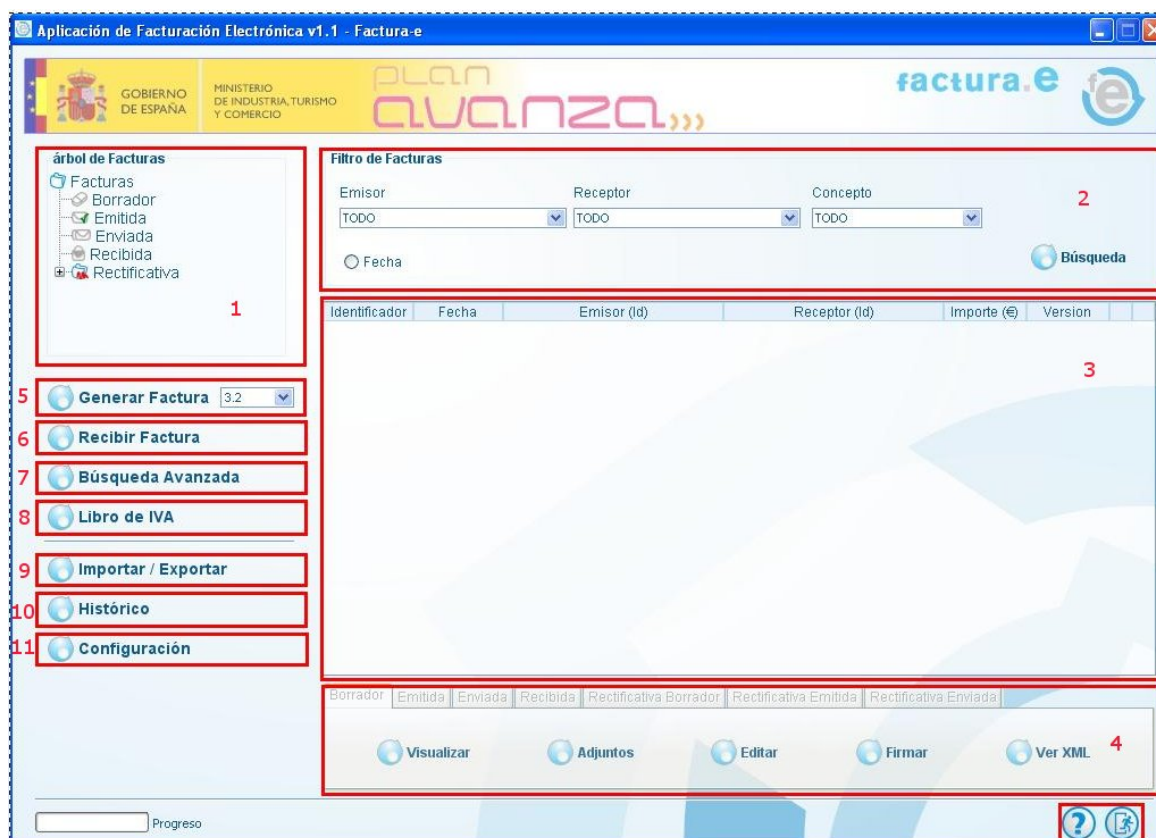 Aplicación de Facturación Electrónica v1.1 - Factura-e
GOBIERNO
DE ESPAÑA
MINISTERIO
DE INDUSTRIA, TURISMO
Y COMERCIO
PLAN
avanza
factura.e
fe
árbol de Facturas
Facturas
Borrador
Emitida
Enviada
Recibida
Rectificativa
1
Filtro de Facturas
Emisor
Receptor
Concepto
TODO
TODO
TODO
2
Fecha
Búsqueda
Identificador Fecha Emisor (Id) Receptor (Id) Importe (€) Version
3
5 Generar Factura 3.2
6 Recibir Factura
7 Búsqueda Avanzada
8 Libro de IVA
9 Importar / Exportar
10 Histórico
11 Configuración
Borrador Emitida Enviada Recibida Rectificativa Borrador Rectificativa Emitida Rectificativa Enviada
Visualizar Adjuntos Editar Firmar Ver XML 4
Progreso
?